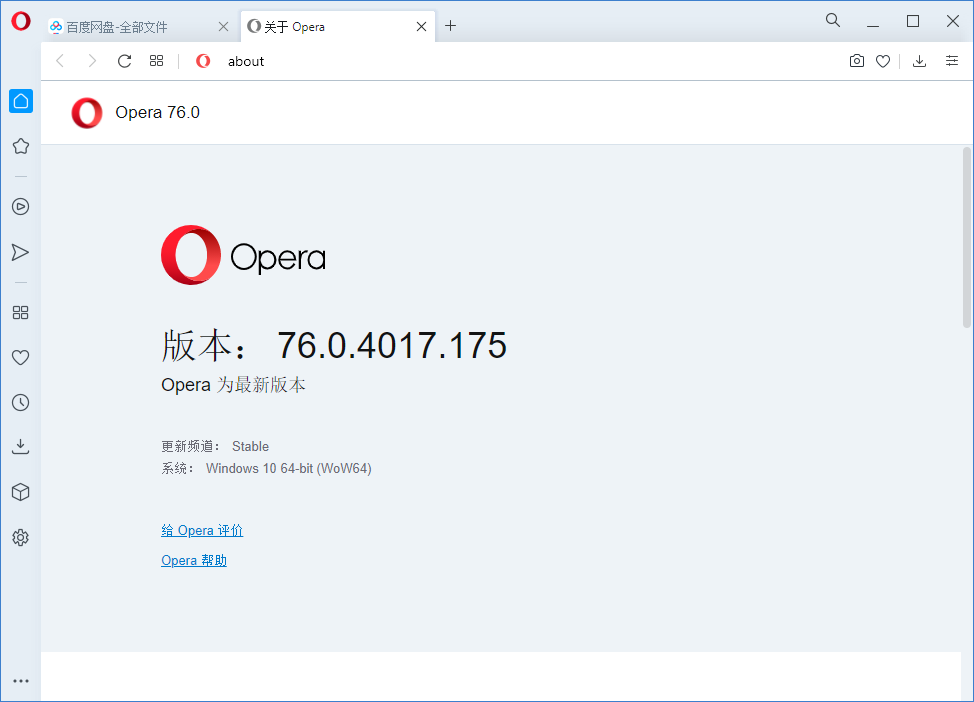 百度网盘-全部文件
关于 Opera
about
Opera 76.0
Opera
版本： 76.0.4017.175
Opera 为最新版本
更新频道： Stable
系统： Windows 10 64-bit (WoW64)
给 Opera 评价
Opera 帮助